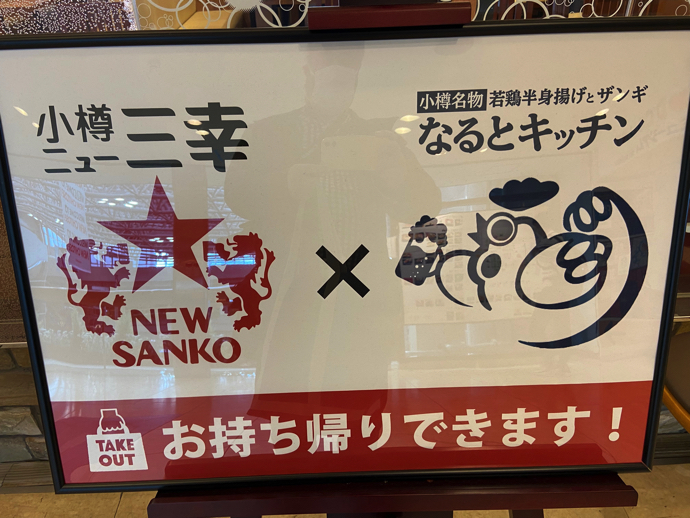 小樽
ニュー三幸
NEW
SANKO
×
小樽名物 若鶏半身揚げとザンギ
なるとキッチン
TAKE
OUT
お持ち帰りできます！